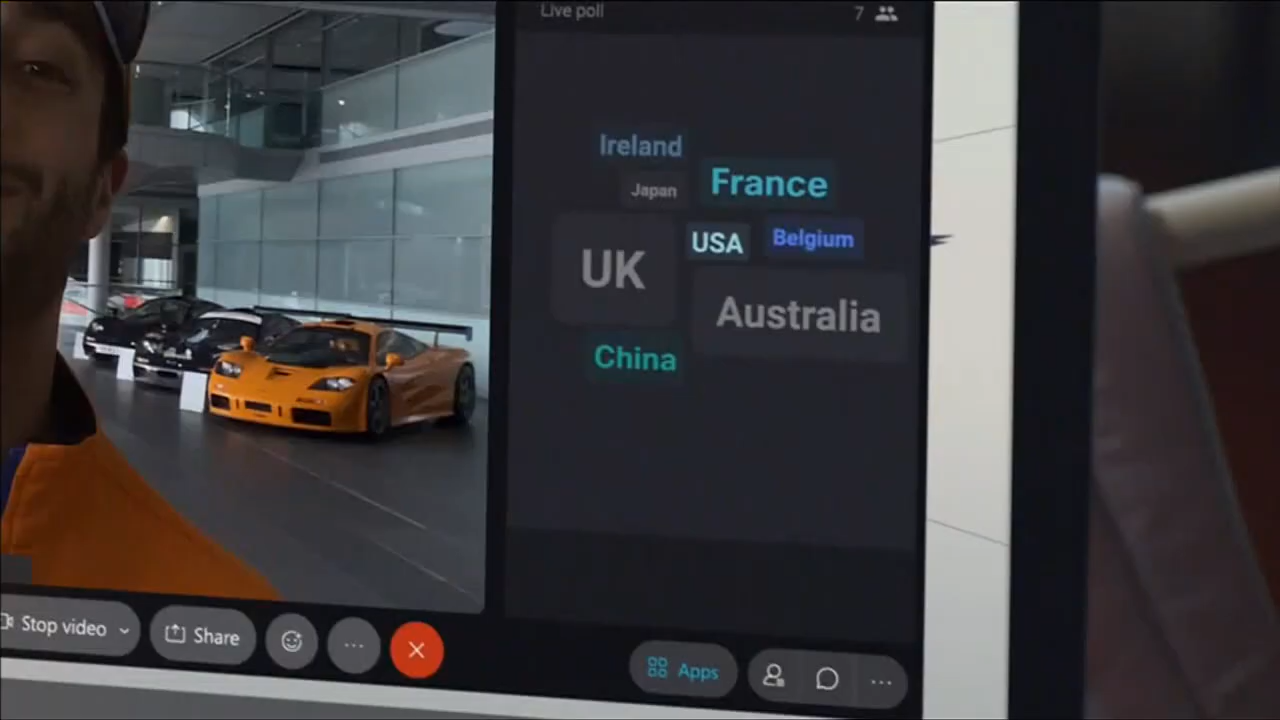 Live poll
7
Ireland
Japan
France
USA
Belgium
UK
Australia
China
Stop video
Share
Apps